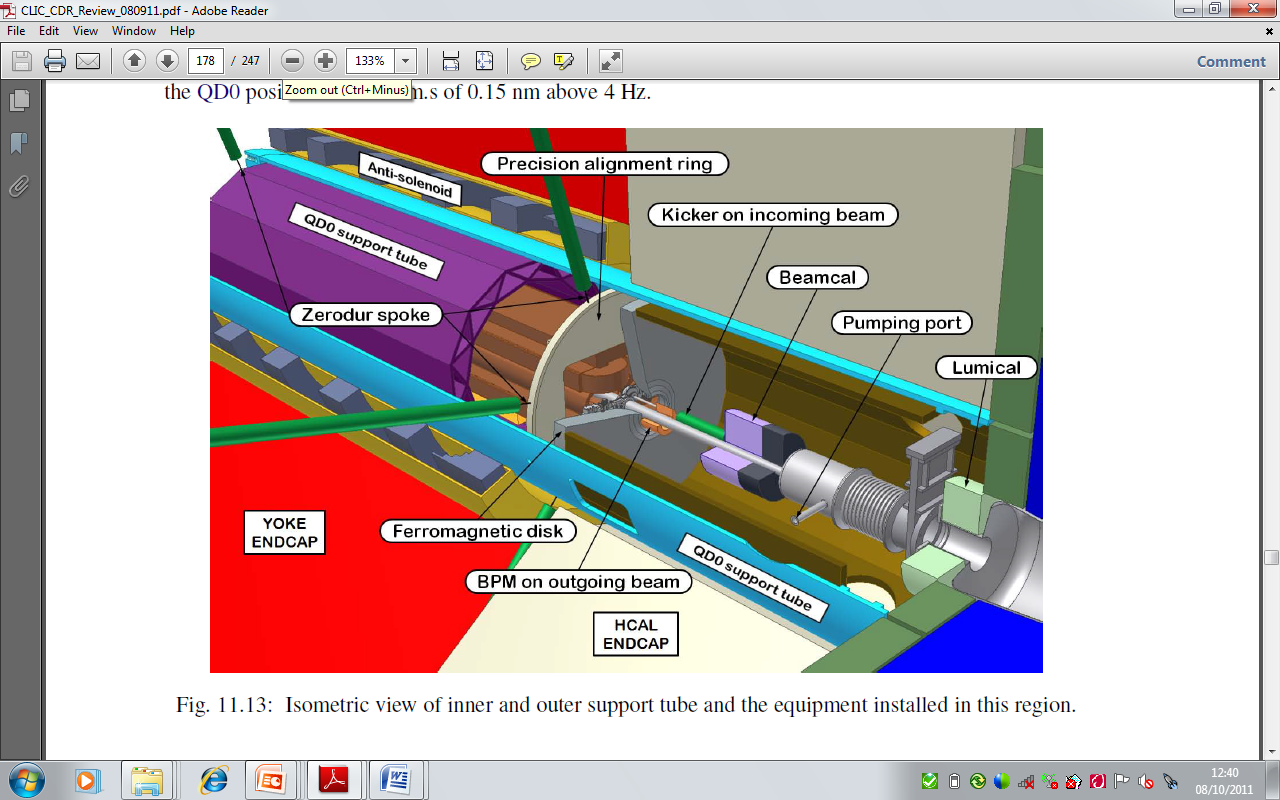 CLIC_CDR_Review_080911.pdf - Adobe Reader
File Edit View Window Help
178 / 247 133% Comment
the QD0 posi
Zoom out (Ctrl+Minus)
m.s of 0.15 nm above 4 Hz.
Precision alignment ring
Anti-solenoid
Kicker on incoming beam
QD0 support tube
Beamcal
Zerodur spoke
Pumping port
Lumical
YOKE
ENDCAP
Ferromagnetic disk
QD0 support tube
BPM on outgoing beam
HCAL
ENDCAP
Fig. 11.13: Isometric view of inner and outer support tube and the equipment installed in this region.
12:40
08/10/2011